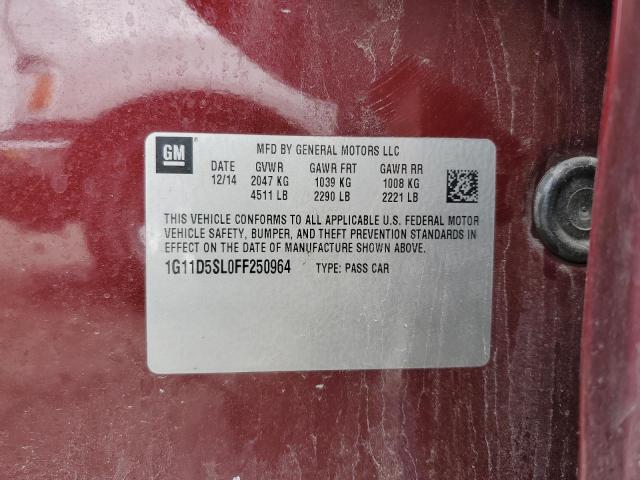 GM
MFD BY GENERAL MOTORS LLC
DATE GVWR GAWR FRT GAWR RR
12/14 2047 KG 1039 KG 1008 KG
4511 LB 2290 LB 2221 LB
THIS VEHICLE CONFORMS TO ALL APPLICABLE U.S. FEDERAL MOTOR
VEHICLE SAFETY, BUMPER, AND THEFT PREVENTION STANDARDS
IN EFFECT ON THE DATE OF MANUFACTURE SHOWN ABOVE.
1G11D5SL0FF250964 TYPE: PASS CAR